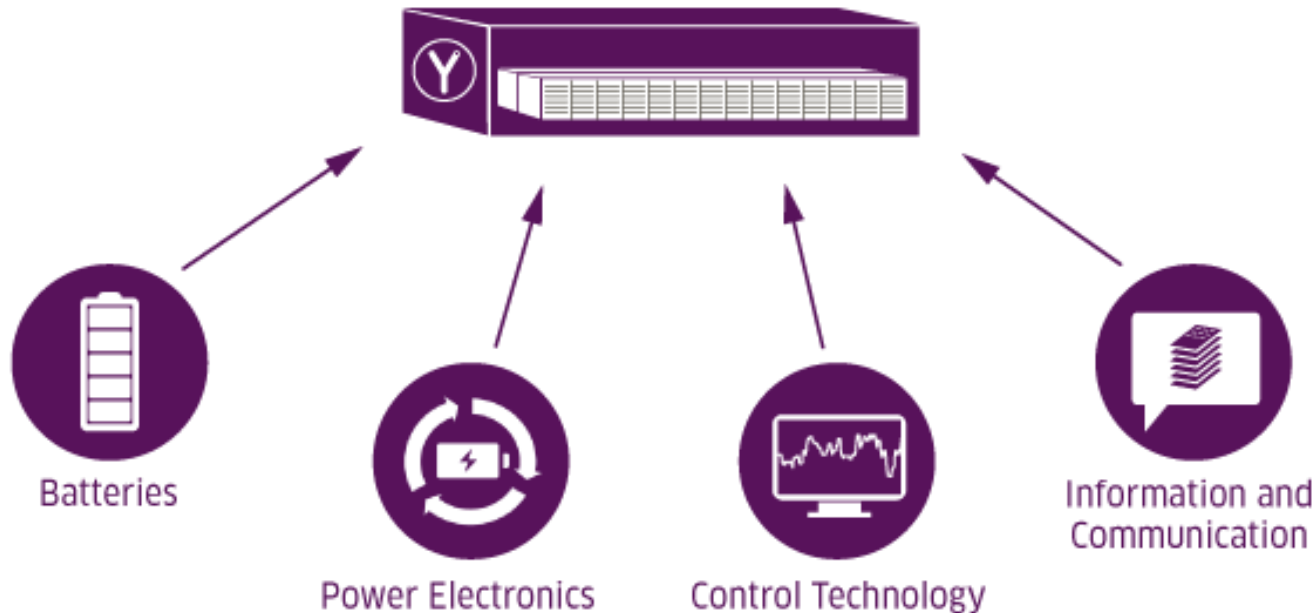 Y
Batteries
Power Electronics
Control Technology
Information and
Communication